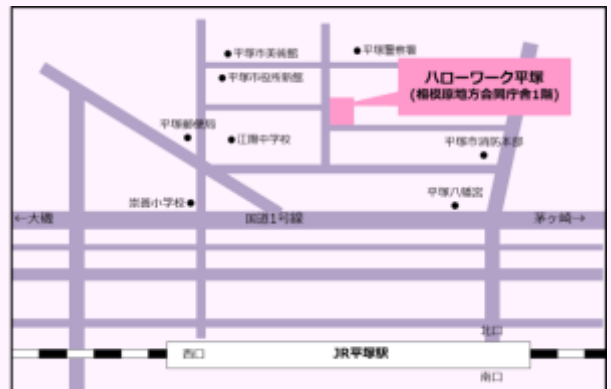 平塚市美術館
平塚警察署
平塚市役所新館
ハローワーク平塚
(相模原地方合同庁舎1階)
平塚郵便局
江陽中学校
平塚市消防本部
崇善小学校
平塚八幡宮
←大磯
国道1号線
茅ヶ崎→
北口
西口
JR平塚駅
南口